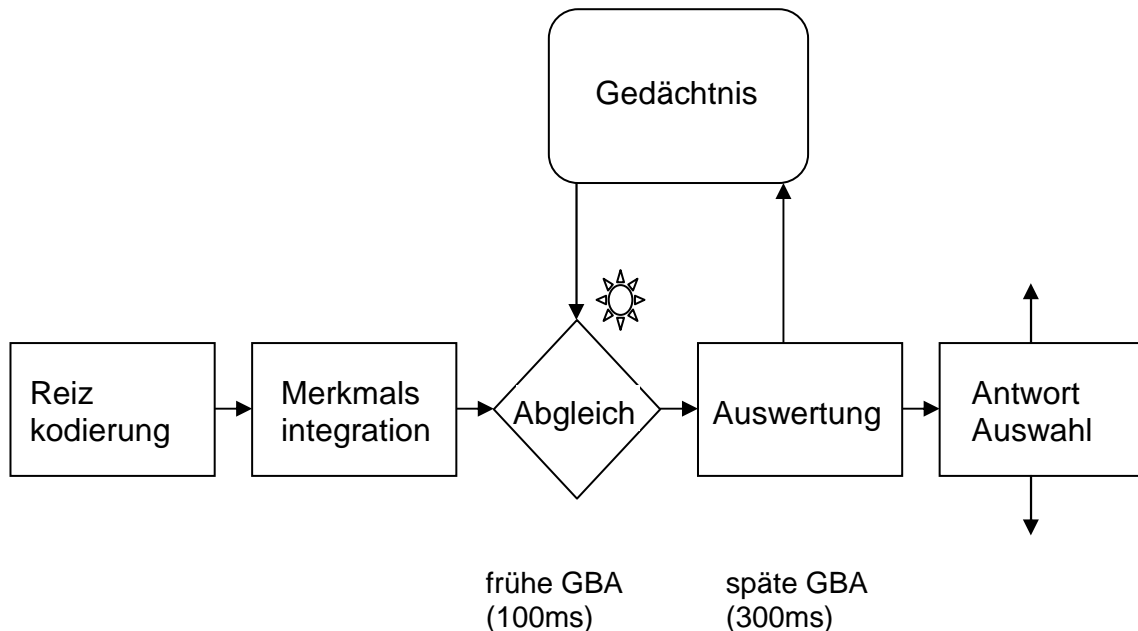 Gedächtnis
Reiz
kodierung
Merkmals
integration
Abgleich
Auswertung
Antwort
Auswahl
frühe GBA
(100ms)
späte GBA
(300ms)